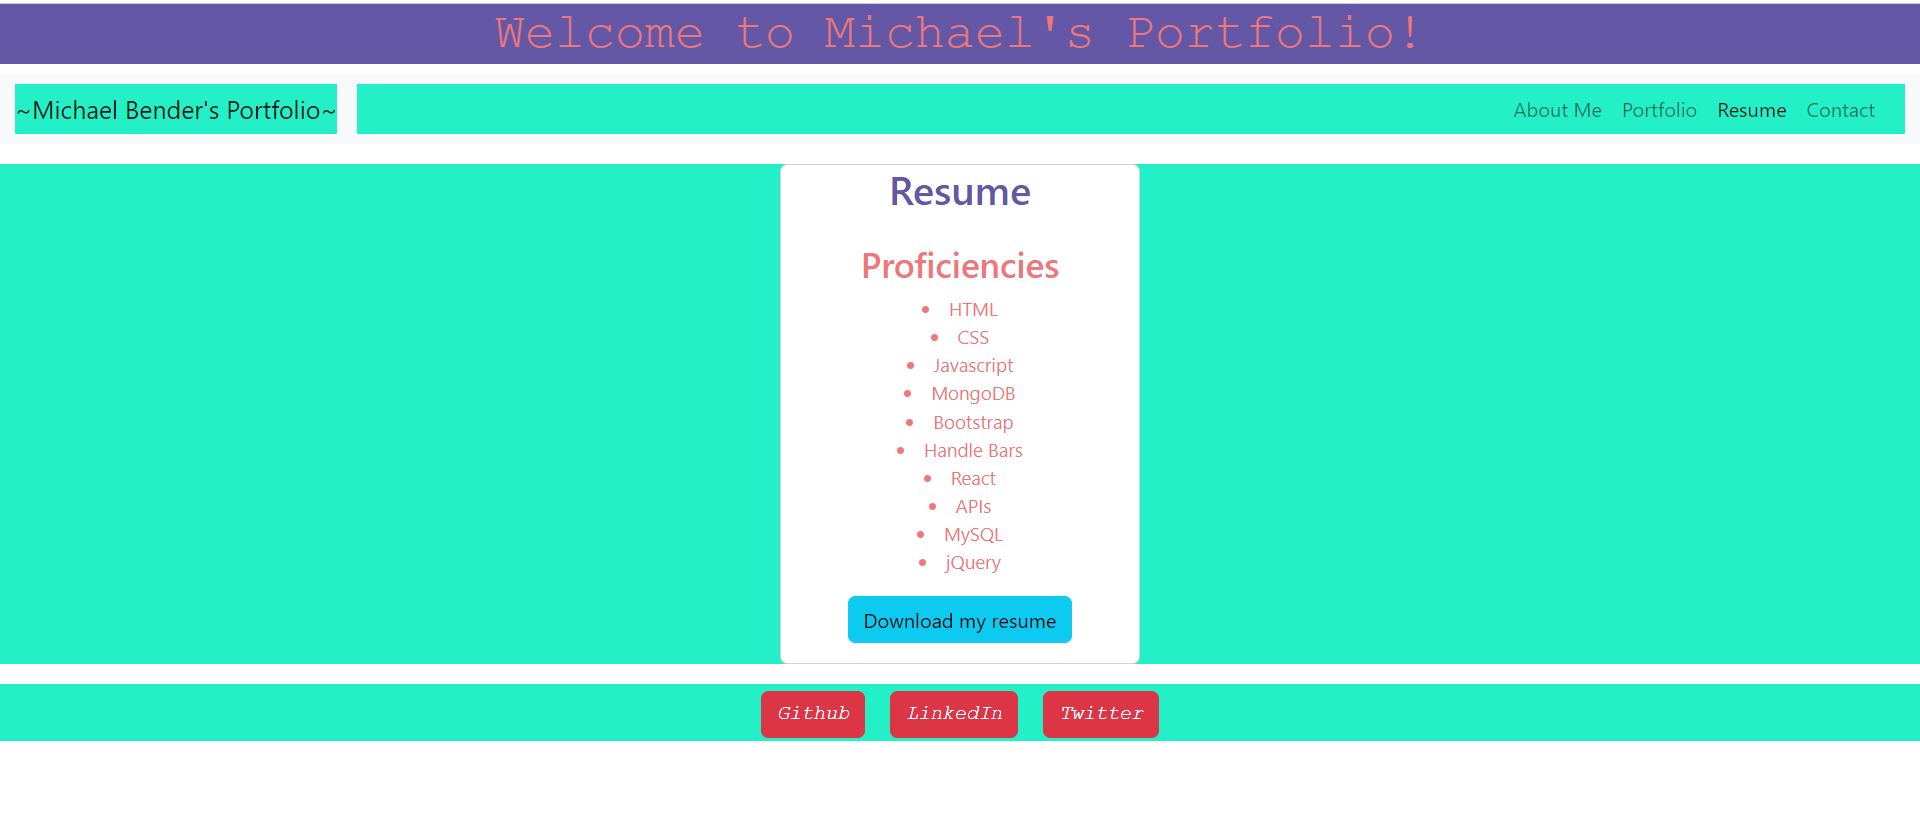 Welcome to Michael's Portfolio!
~Michael Bender's Portfolio~
About Me Portfolio Resume Contact
Resume
Proficiencies
• HTML
• CSS
• Javascript
• MongoDB
• Bootstrap
• Handle Bars
• React
• APIs
• MySQL
• jQuery
Download my resume
Github LinkedIn Twitter